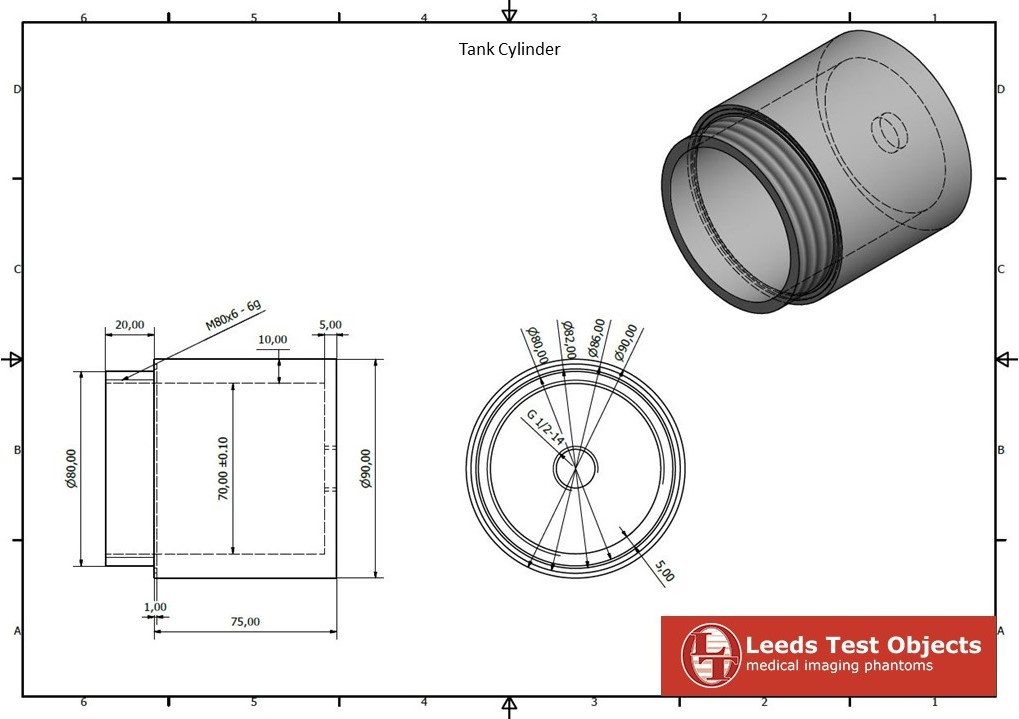 6 5 4 3 2 1
Tank Cylinder
D D
C C
20,00
M80x6 - 6g
10,00
5,00
Ø80,00
70,00 ±0.10
Ø90,00
1,00
75,00
Ø80,00
Ø82,00
Ø86,00
Ø90,00
G 1/2-14
5,00
B B
A A
LT
Leeds Test Objects
medical imaging phantoms
6 5 4 3 2 1